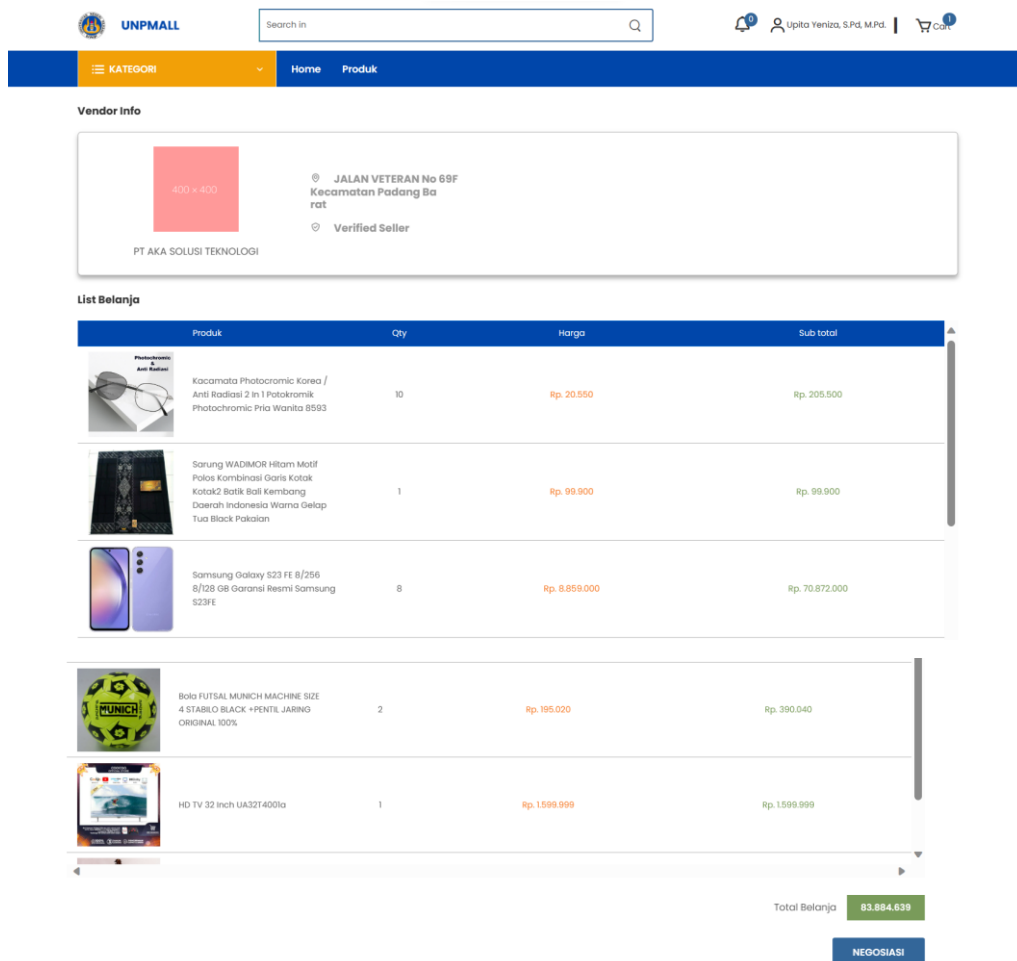 UNPMALL
Search in
0
Upita Yeniza, S.Pd, M.Pd.
Cart
1
KATEGORI
Home
Produk
Vendor Info
400 x 400
JALAN VETERAN No 69F
Kecamatan Padang Ba
rat
Verified Seller
PT AKA SOLUSI TEKNOLOGI
List Belanja
Produk Qty Harga Sub total
Photochromic
&
Anti Radiasi
Kacamata Photocromic Korea /
Anti Radiasi 2 In 1 Potokromik
Photochromic Pria Wanita 8593
10 Rp. 20.550 Rp. 205.500
Sarung WADIMOR Hitam Motif
Polos Kombinasi Garis Kotak
Kotak2 Batik Bali Kembang
Daerah Indonesia Warna Gelap
Tua Black Pakaian
1 Rp. 99.900 Rp. 99.900
Samsung Galaxy S23 FE 8/256
8/128 GB Garansi Resmi Samsung
S23FE
8 Rp. 8.859.000 Rp. 70.872.000
MUNICH
Bola FUTSAL MUNICH MACHINE SIZE
4 STABILO BLACK +PENTIL JARING
ORIGINAL 100%
2 Rp. 195.020 Rp. 390.040
HD TV 32 Inch UA32T4001a
1 Rp. 1.599.999 Rp. 1.599.999
Total Belanja 83.884.639
NEGOSIASI